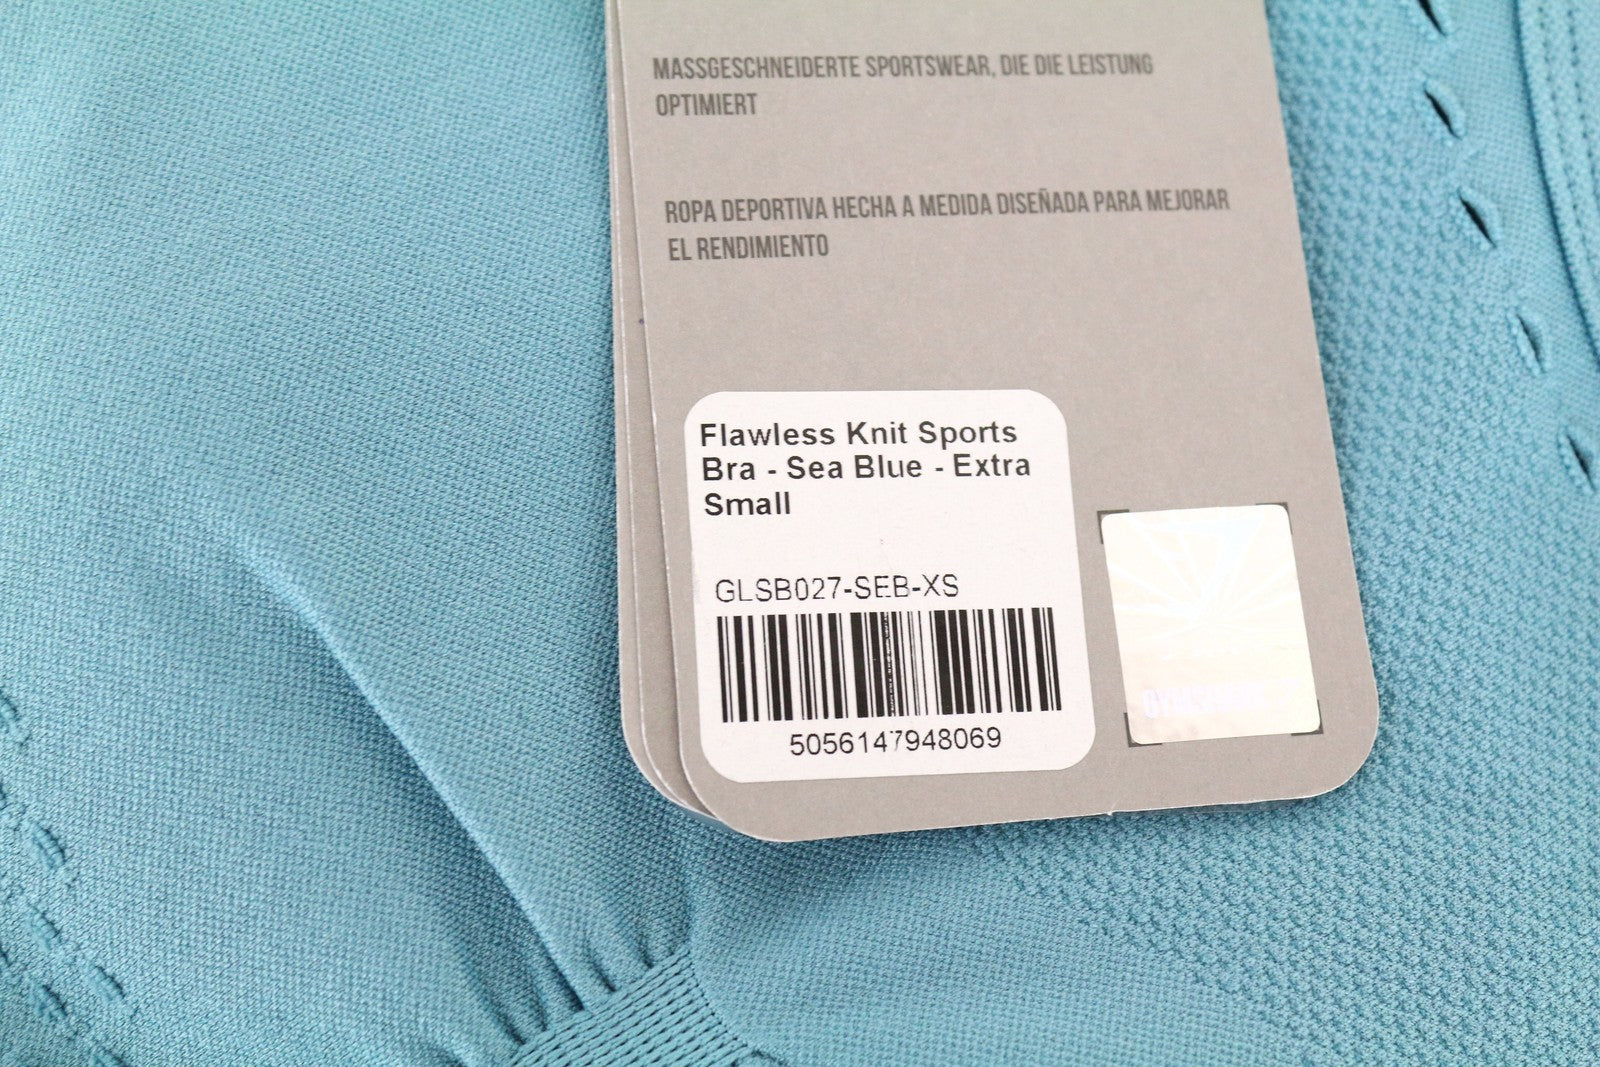 MASSGESCHNEIDERTE SPORTSWEAR, DIE DIE LEISTUNG
OPTIMIERT
ROPA DEPORTIVA HECHA A MEDIDA DISEÑADA PARA MEJORAR
EL RENDIMIENTO
Flawless Knit Sports
Bra - Sea Blue - Extra
Small
GLSB027-SEB-XS
5056147948069